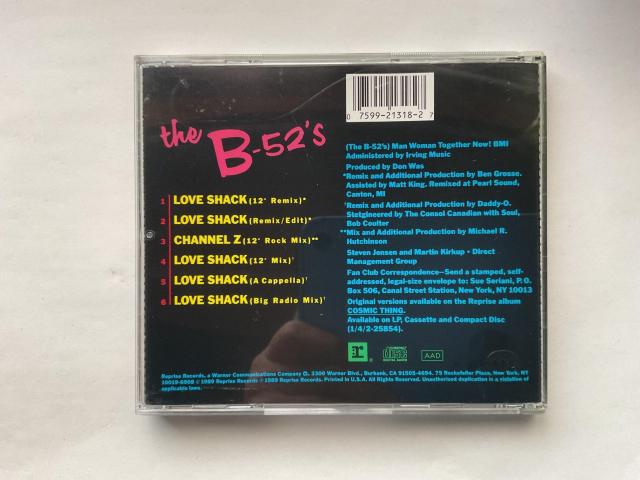 0 7599-21318-2 7
the B-52's
1 LOVE SHACK (12" Remix)*
2 LOVE SHACK (Remix/Edit)*
3 CHANNEL Z (12" Rock Mix)**
4 LOVE SHACK (12" Mix)†
5 LOVE SHACK (A Cappella)†
6 LOVE SHACK (Big Radio Mix)†
(The B-52's) Man Woman Together Now! BMI
Administered by Irving Music
Produced by Don Was
*Remix and Additional Production by Ben Grosse.
Assisted by Matt King. Remixed at Pearl Sound,
Canton, MI
†Remix and Additional Production by Daddy-O.
Stetgineered by The Consol Canadian with Soul,
Bob Coulter
**Mix and Additional Production by Michael R.
Hutchinson
Steven Jensen and Martin Kirkup • Direct
Management Group
Fan Club Correspondence—Send a stamped, self-
addressed, legal-size envelope to: Sue Seriani, P. O.
Box 506, Canal Street Station, New York, NY 10013
Original versions available on the Reprise album
COSMIC THING.
Available on LP, Cassette and Compact Disc
(1/4/2-25854).
r
COMPACT
disc
DIGITAL AUDIO
AAD
Reprise Records, a Warner Communications Company Ⓦ. 3300 Warner Blvd., Burbank, CA 91505-4694. 75 Rockefeller Plaza, New York, NY
10019-6908 © 1989 Reprise Records ℗ 1989 Reprise Records. Printed in U.S.A. All Rights Reserved. Unauthorized duplication is a violation of
applicable laws.